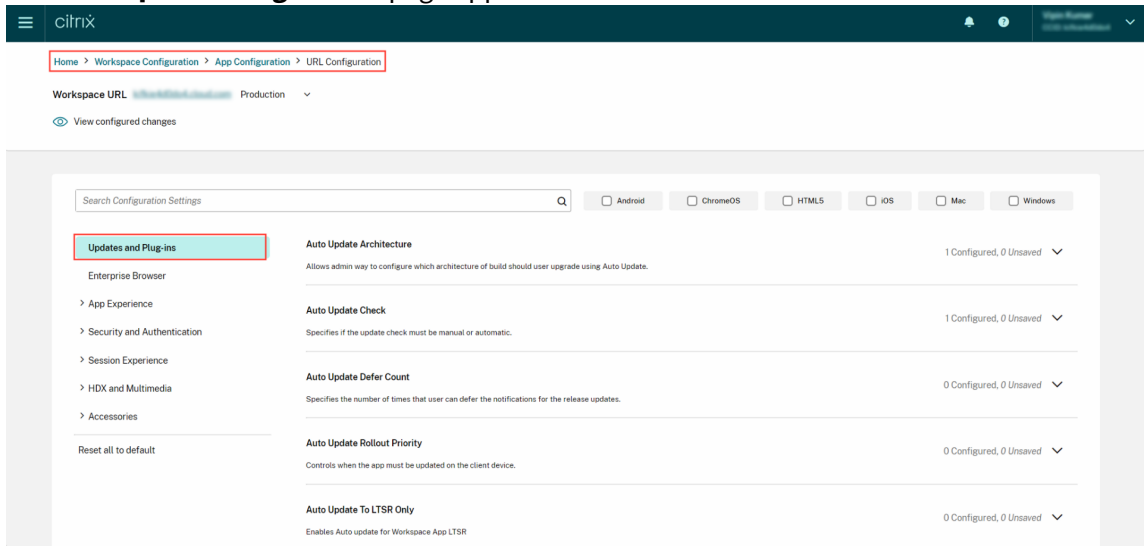 citrix
Home > Workspace Configuration > App Configuration > URL Configuration
Workspace URL Production
View configured changes
Search Configuration Settings Android ChromeOS HTML5 iOS Mac Windows
Updates and Plug-ins
Enterprise Browser
> App Experience
> Security and Authentication
> Session Experience
> HDX and Multimedia
> Accessories
Reset all to default
Auto Update Architecture
Allows admin way to configure which architecture of build should user upgrade using Auto Update.
1 Configured, 0 Unsaved
Auto Update Check
Specifies if the update check must be manual or automatic.
1 Configured, 0 Unsaved
Auto Update Defer Count
Specifies the number of times that user can defer the notifications for the release updates.
0 Configured, 0 Unsaved
Auto Update Rollout Priority
Controls when the app must be updated on the client device.
0 Configured, 0 Unsaved
Auto Update To LTSR Only
Enables Auto update for Workspace App LTSR
0 Configured, 0 Unsaved